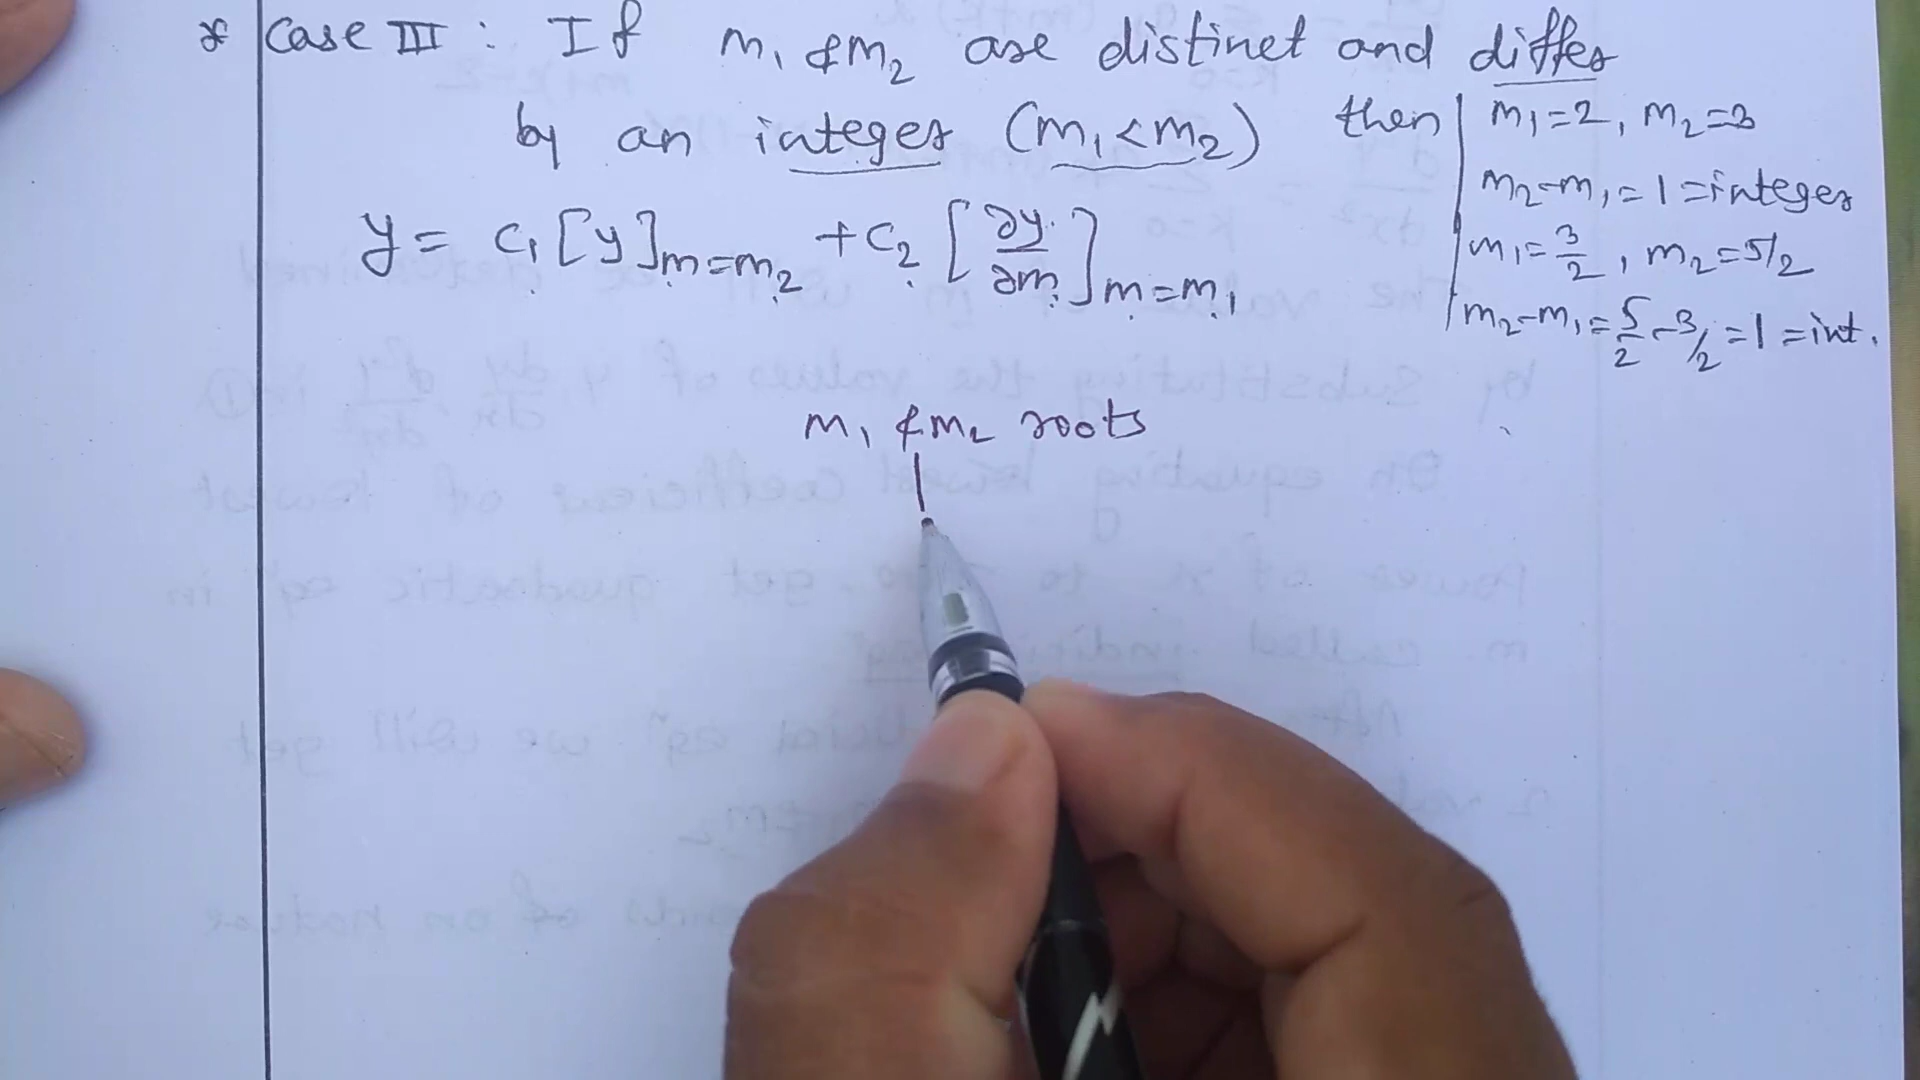 * Case III : If m₁ & m₂ are distinct and differ
by an integer (m₁<m₂) then
y = c₁ [y]ₘ₌ₘ₂ + c₂ [∂y/∂m]ₘ₌ₘ₁
m₁=2, m₂=3
m₂-m₁=1=integer
m₁=3/2, m₂=5/2
m₂-m₁=5/2-3/2=1=int.
m₁ & m₂ roots